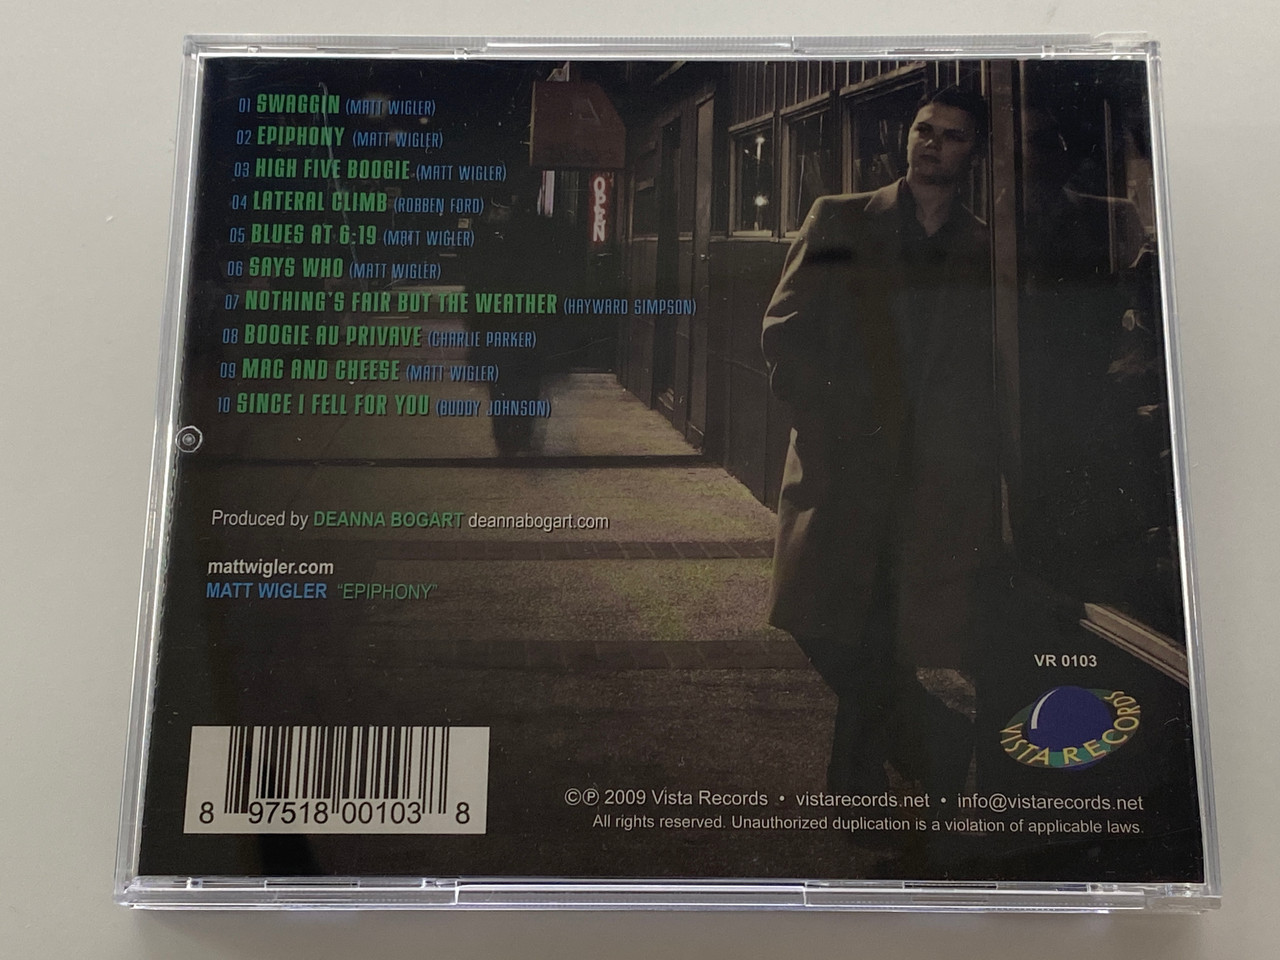 01 SWAGGIN (MATT WIGLER)
02 EPIPHONY (MATT WIGLER)
03 HIGH FIVE BOOGIE (MATT WIGLER)
04 LATERAL CLIMB (ROBBEN FORD)
05 BLUES AT 6:19 (MATT WIGLER)
06 SAYS WHO (MATT WIGLER)
07 NOTHING'S FAIR BUT THE WEATHER (HAYWARD SIMPSON)
08 BOOGIE AU PRIVAVE (CHARLIE PARKER)
09 MAC AND CHEESE (MATT WIGLER)
10 SINCE I FELL FOR YOU (BUDDY JOHNSON)
OPEN
Produced by DEANNA BOGART deannabogart.com
mattwigler.com
MATT WIGLER "EPIPHONY"
VR 0103
VISTA RECORDS
8 97518 00103 8
©℗ 2009 Vista Records • vistarecords.net • info@vistarecords.net
All rights reserved. Unauthorized duplication is a violation of applicable laws.